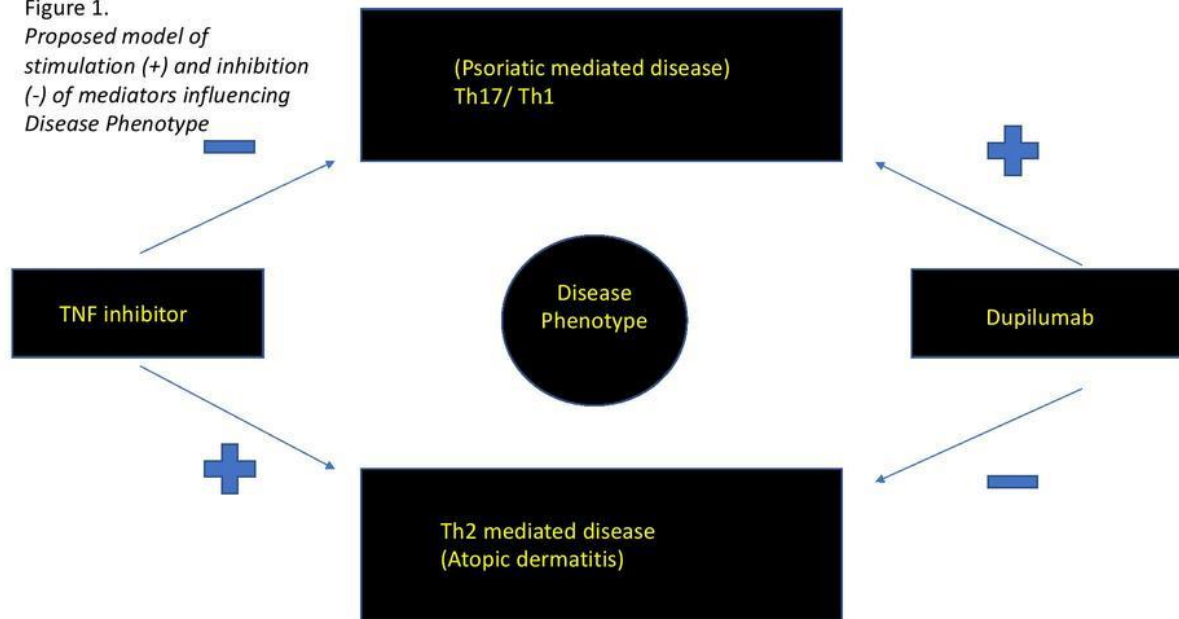 Figure 1.
Proposed model of
stimulation (+) and inhibition
(-) of mediators influencing
Disease Phenotype
(Psoriatic mediated disease)
Th17/ Th1
TNF inhibitor
Disease
Phenotype
Dupilumab
Th2 mediated disease
(Atopic dermatitis)